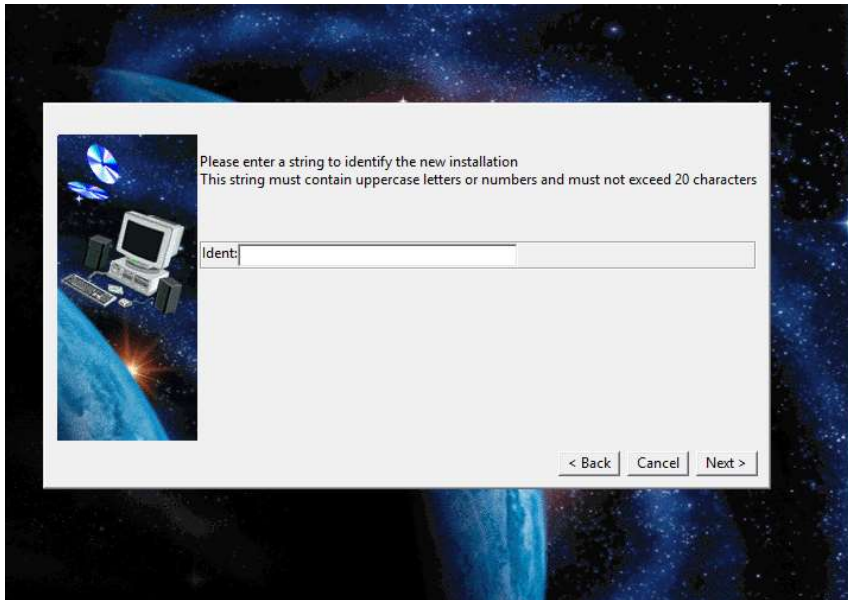 Please enter a string to identify the new installation
This string must contain uppercase letters or numbers and must not exceed 20 characters
Ident:
< Back Cancel Next >